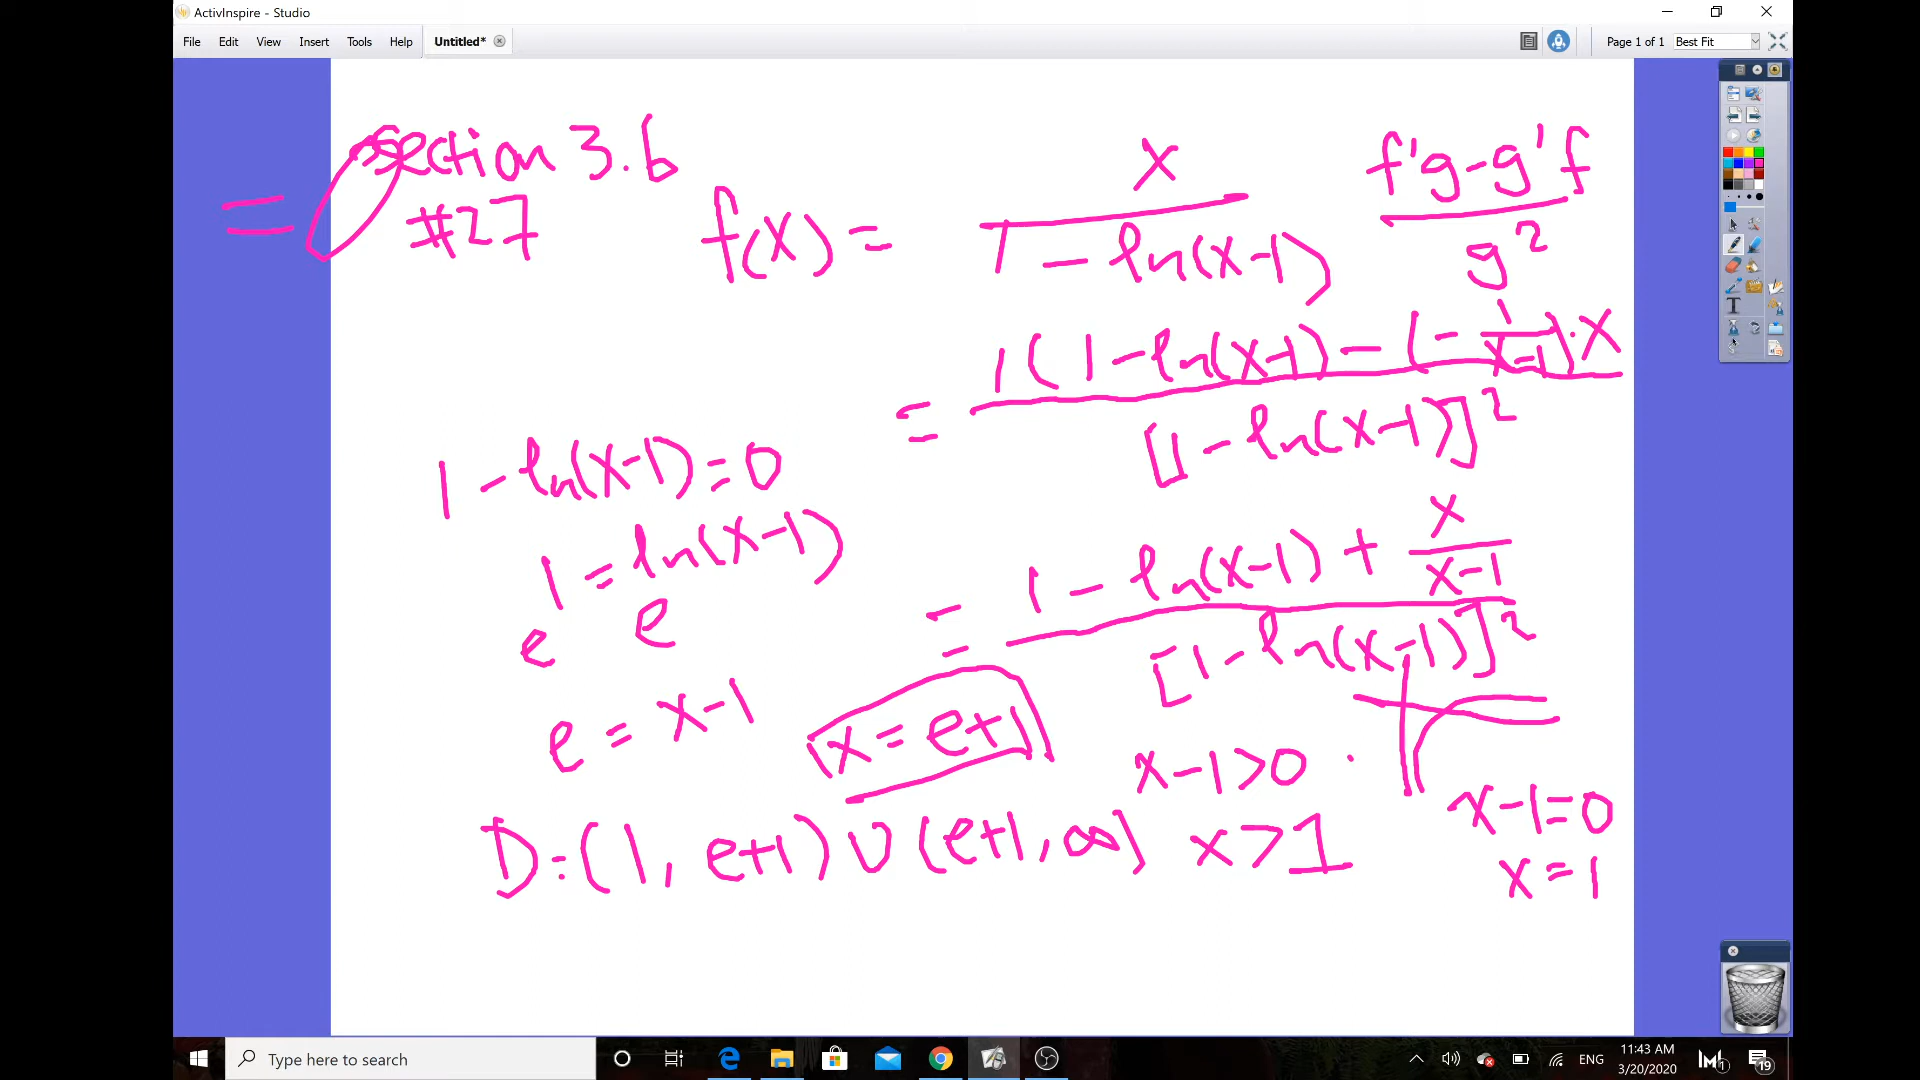 ActivInspire - Studio
File Edit View Insert Tools Help Untitled* Page 1 of 1 Best Fit
section 3.6
#27
=
f(x) = x / 1 - ln(x-1)
f'g - g'f / g²
= 1(1 - ln(x-1) - (- 1/x-1)·x / [1 - ln(x-1)]²
= 1 - ln(x-1) + x/x-1 / [1 - ln(x-1)]²
1 - ln(x-1) = 0
1 = ln(x-1)
e e
e = x-1
x = e+1
x-1>0
x-1=0
D: (1, e+1) U (e+1, ∞) x>1
x=1
T
Type here to search
ENG
11:43 AM
3/20/2020
1
19